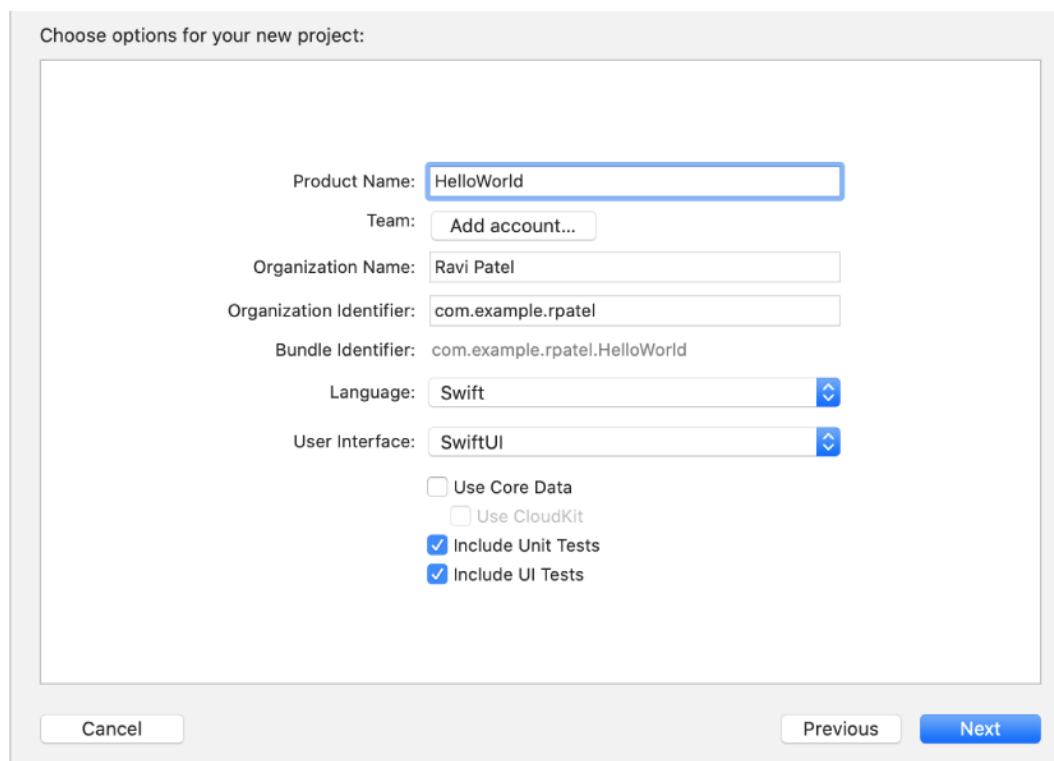 Choose options for your new project:
Product Name: HelloWorld
Team: Add account...
Organization Name: Ravi Patel
Organization Identifier: com.example.rpatel
Bundle Identifier: com.example.rpatel.HelloWorld
Language: Swift
User Interface: SwiftUI
Use Core Data
Use CloudKit
Include Unit Tests
Include UI Tests
Cancel Previous Next